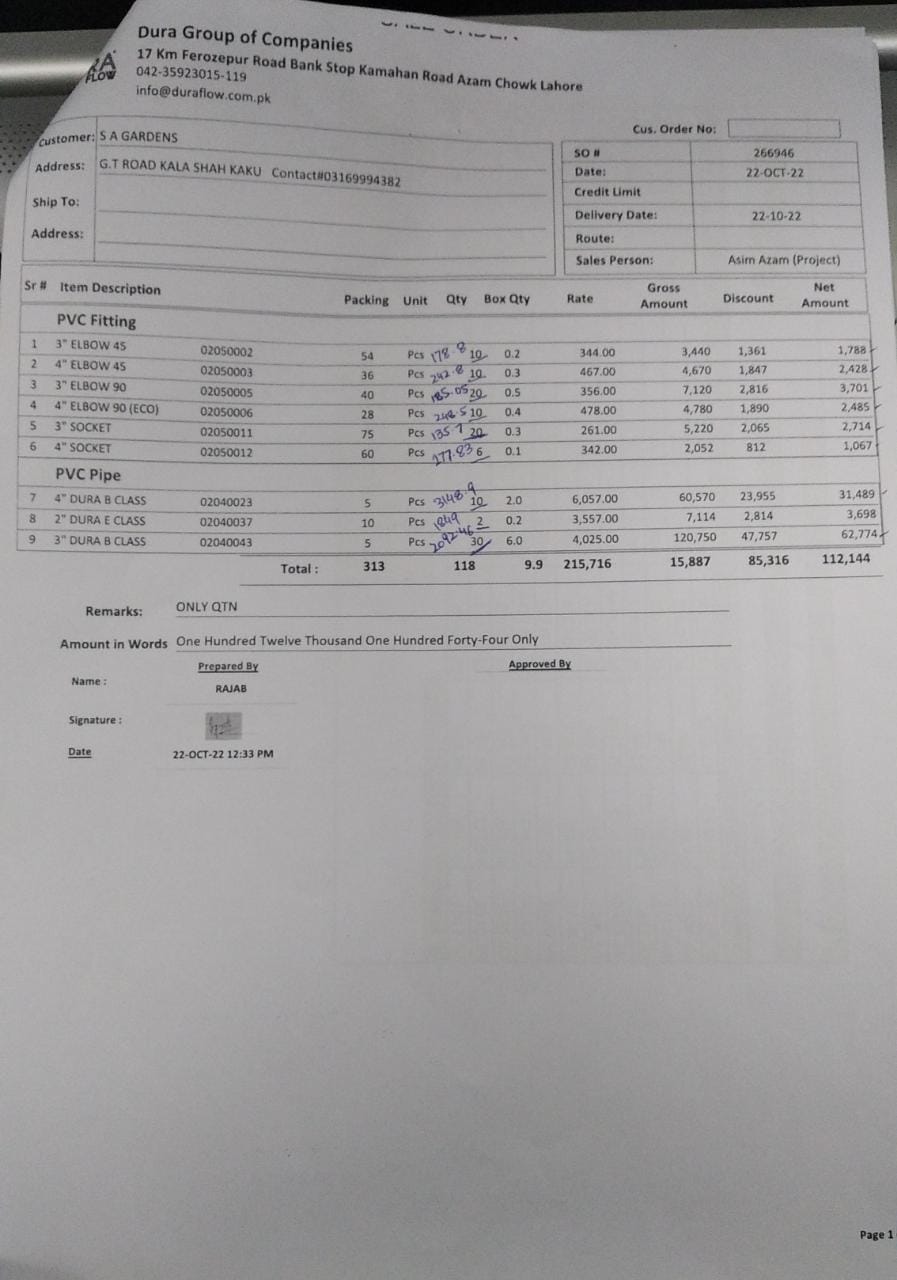 Dura Group of Companies
17 Km Ferozepur Road Bank Stop Kamahan Road Azam Chowk Lahore
RA FLOW
042-35923015-119
info@duraflow.com.pk
Cus. Order No:
Customer: S A GARDENS
Address: G.T ROAD KALA SHAH KAKU Contact#03169994382
Ship To:
Address:
SO # 266946
Date: 22-OCT-22
Credit Limit
Delivery Date: 22-10-22
Route:
Sales Person: Asim Azam (Project)
Sr # Item Description Packing Unit Qty Box Qty Rate Gross Amount Discount Net Amount
PVC Fitting
1 3" ELBOW 45 02050002 54 Pcs 178.8 10 0.2 344.00 3,440 1,361 1,788
2 4" ELBOW 45 02050003 36 Pcs 242.8 10 0.3 467.00 4,670 1,847 2,428
3 3" ELBOW 90 02050005 40 Pcs 185.05 20 0.5 356.00 7,120 2,816 3,701
4 4" ELBOW 90 (ECO) 02050006 28 Pcs 248.5 10 0.4 478.00 4,780 1,890 2,485
5 3" SOCKET 02050011 75 Pcs 135.7 20 0.3 261.00 5,220 2,065 2,714
6 4" SOCKET 02050012 60 Pcs 177.83 6 0.1 342.00 2,052 812 1,067
PVC Pipe
7 4" DURA B CLASS 02040023 5 Pcs 3148.9 10 2.0 6,057.00 60,570 23,955 31,489
8 2" DURA E CLASS 02040037 10 Pcs 1849 2 0.2 3,557.00 7,114 2,814 3,698
9 3" DURA B CLASS 02040043 5 Pcs 2092.46 30 6.0 4,025.00 120,750 47,757 62,774
Total : 313 118 9.9 215,716 15,887 85,316 112,144
Remarks: ONLY QTN
Amount in Words One Hundred Twelve Thousand One Hundred Forty-Four Only
Prepared By Approved By
Name : RAJAB
Signature :
Date 22-OCT-22 12:33 PM
Page 1